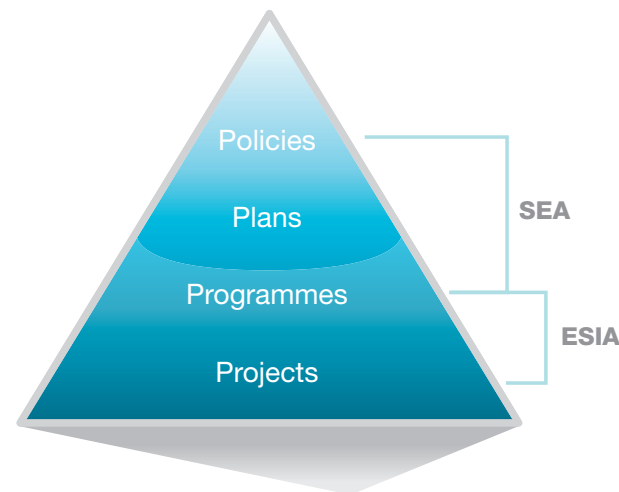 Policies
Plans
SEA
Programmes
ESIA
Projects